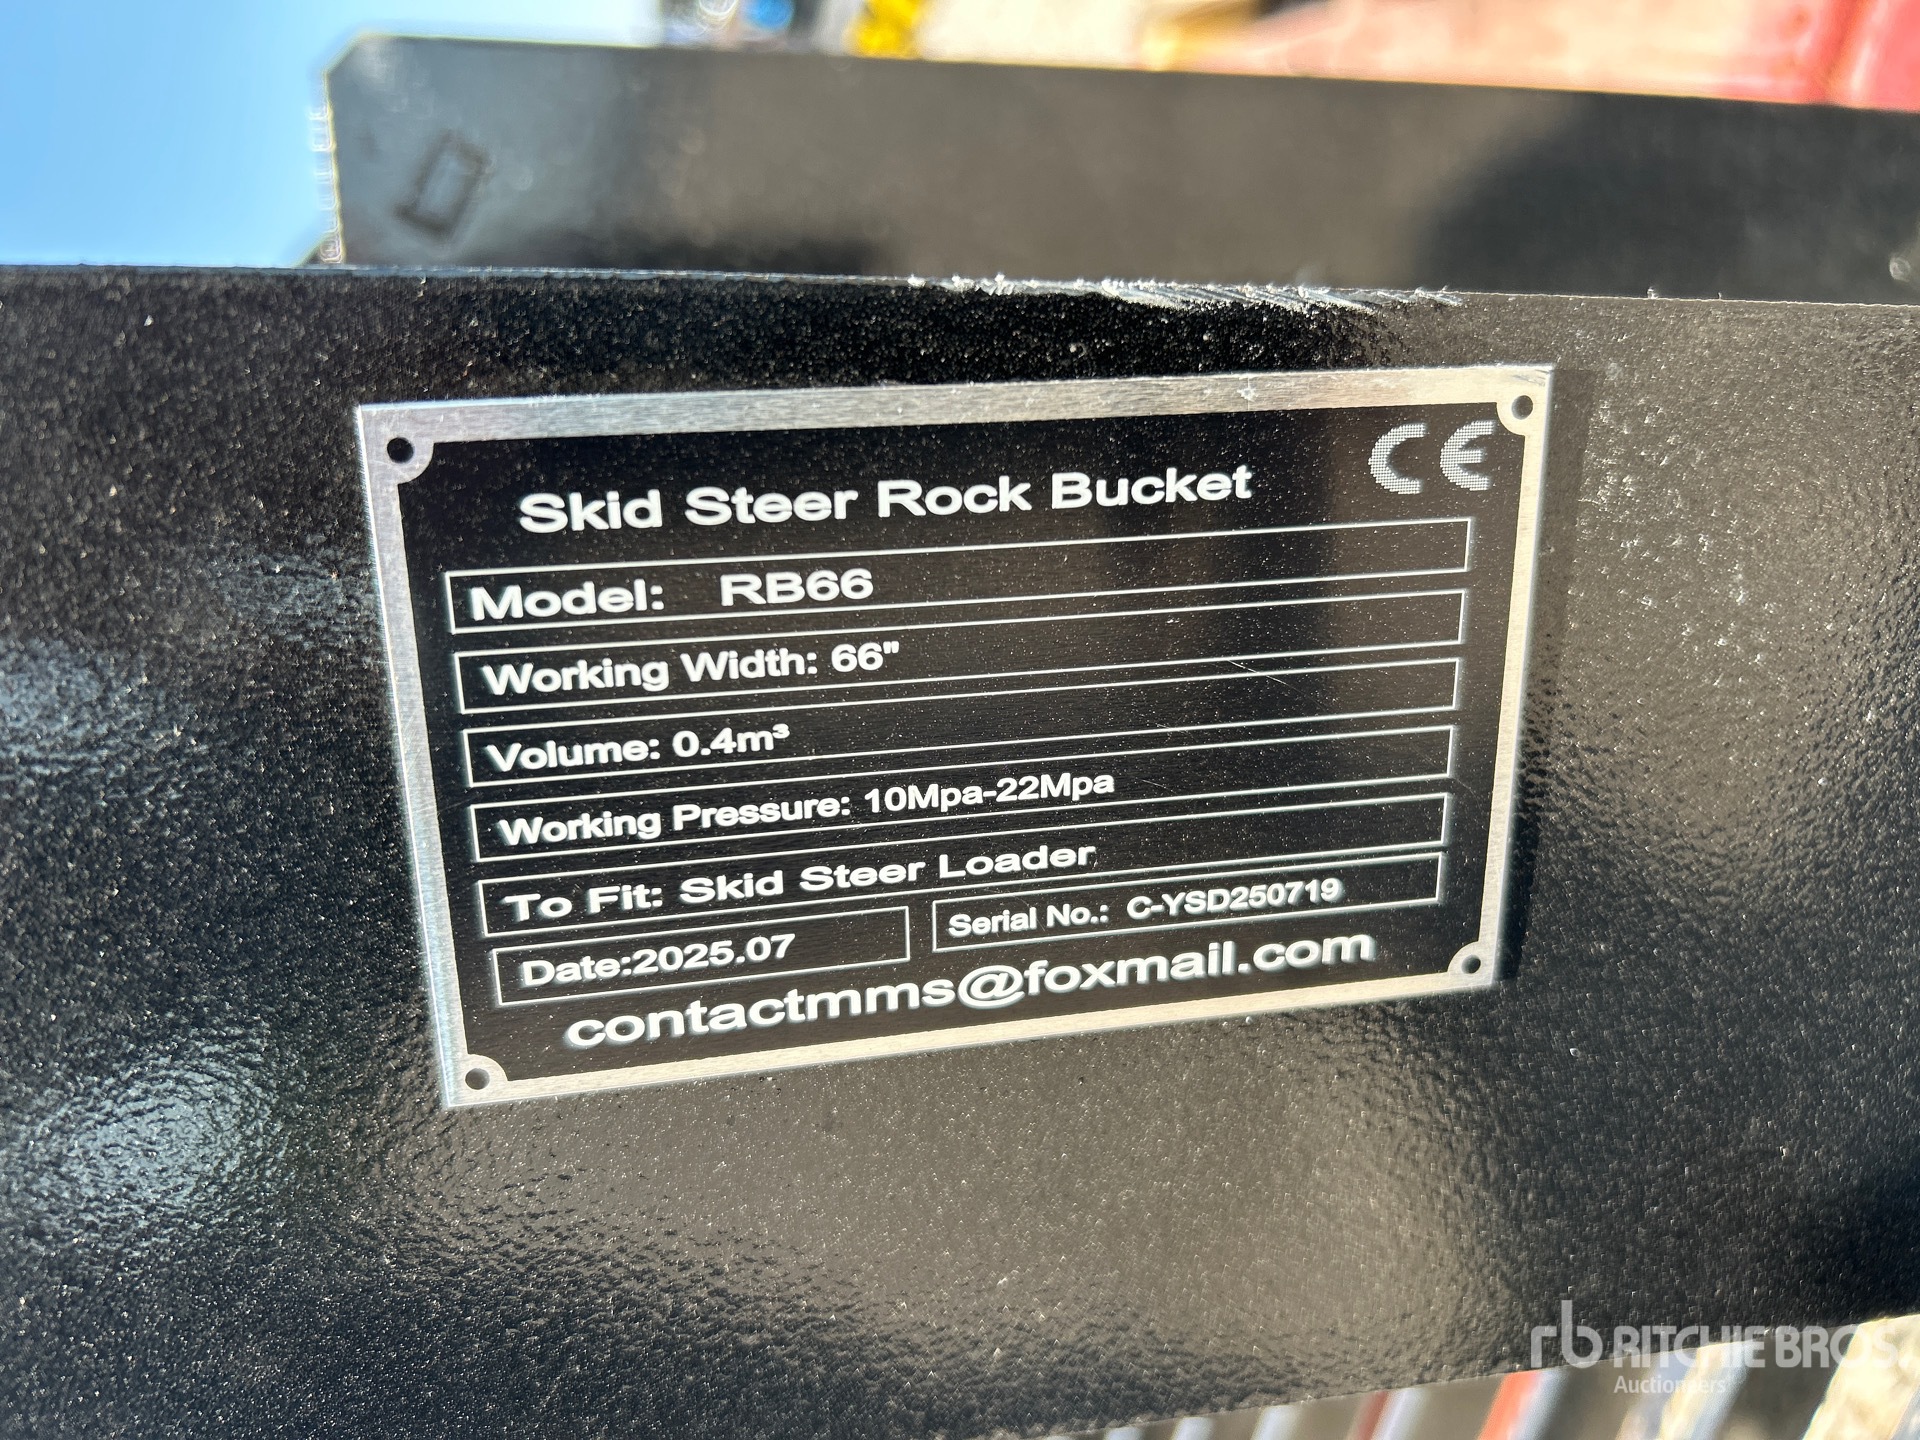 CE
Skid Steer Rock Bucket
Model: RB66
Working Width: 66"
Volume: 0.4m³
Working Pressure: 10Mpa-22Mpa
To Fit: Skid Steer Loader
Date:2025.07 Serial No.: C-YSD250719
contactmms@foxmail.com
rb RITCHIE BROS.
Auctioneers